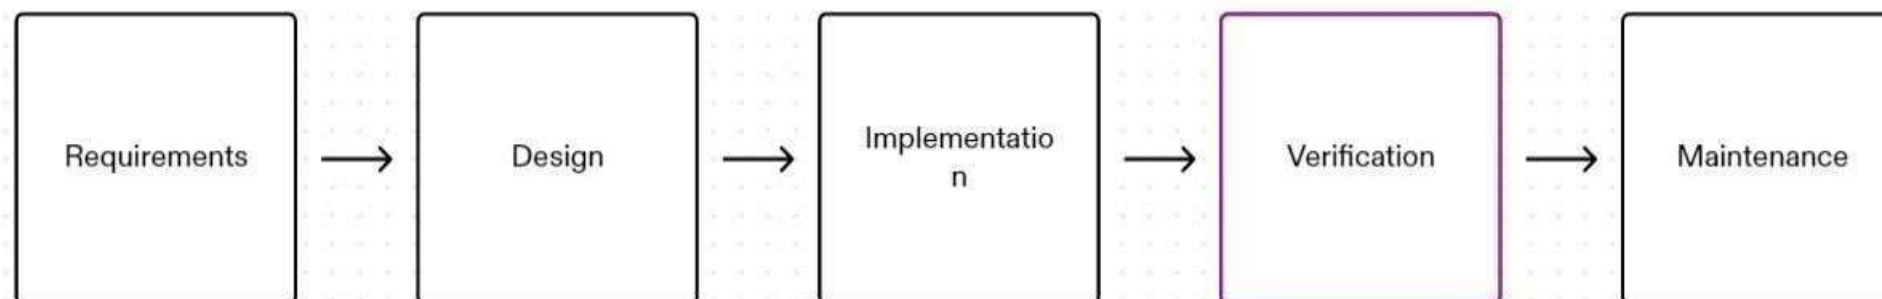 Requirements
Design
Implementatio
n
Verification
Maintenance